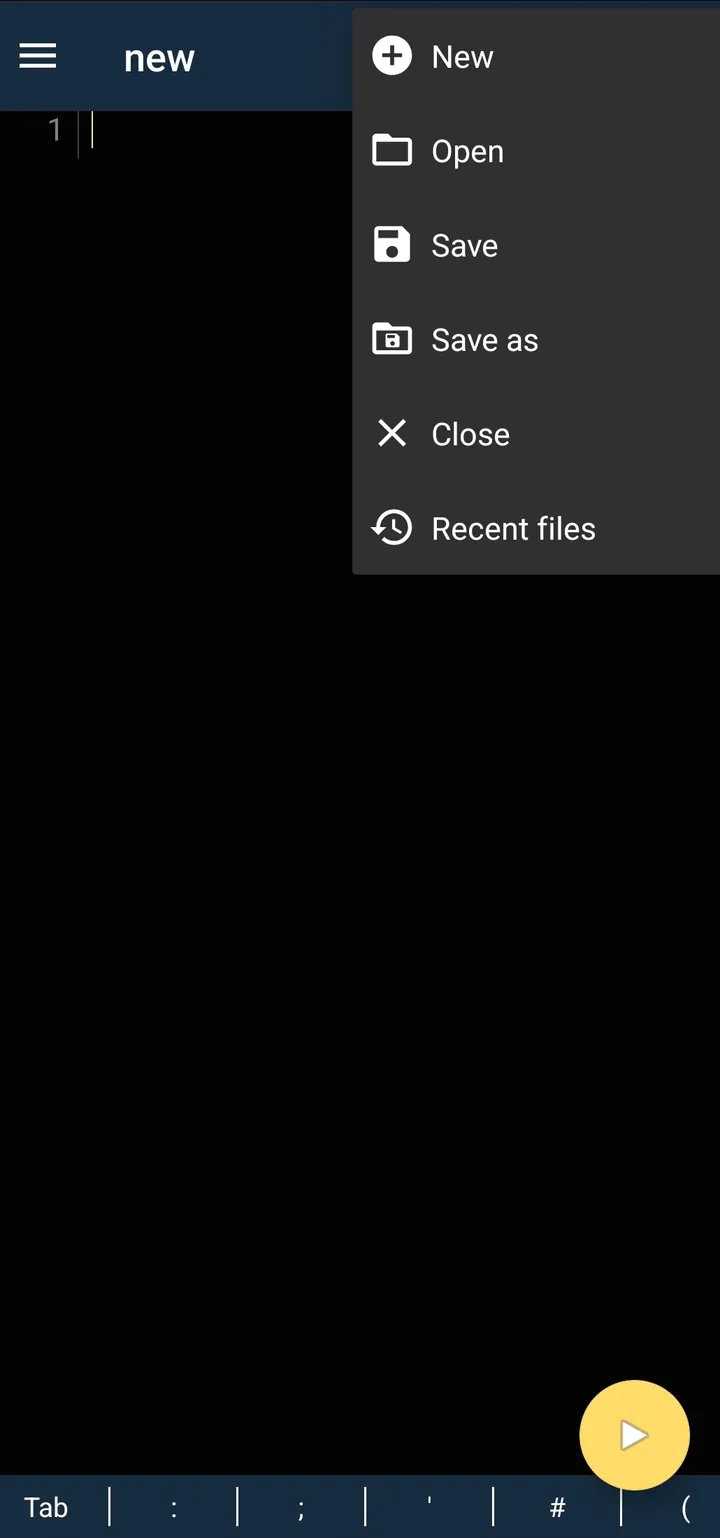 new
New
Open
Save
Save as
Close
Recent files
1
Tab : ; ' # (